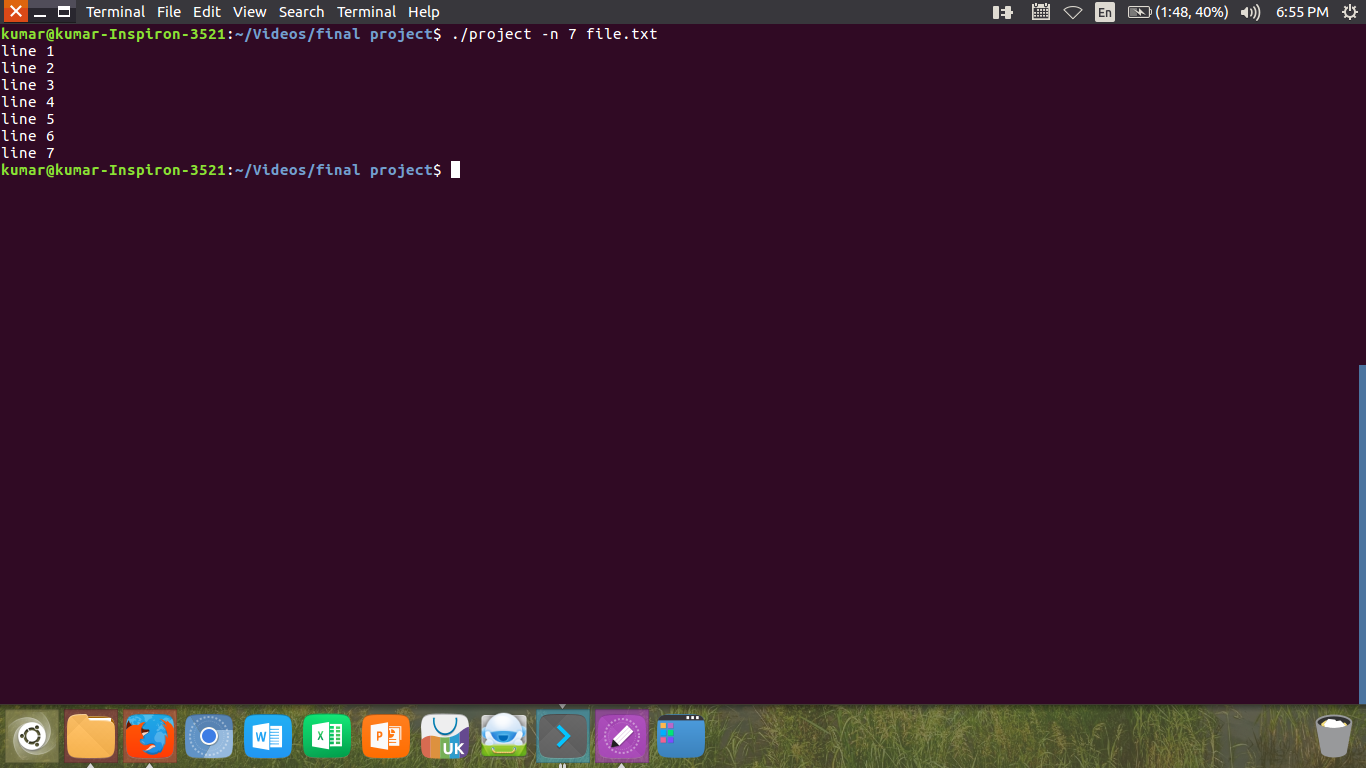 Terminal File Edit View Search Terminal Help En (1:48, 40%) 6:55 PM
kumar@kumar-Inspiron-3521:~/Videos/final project$ ./project -n 7 file.txt
line 1
line 2
line 3
line 4
line 5
line 6
line 7
kumar@kumar-Inspiron-3521:~/Videos/final project$
W X P UK